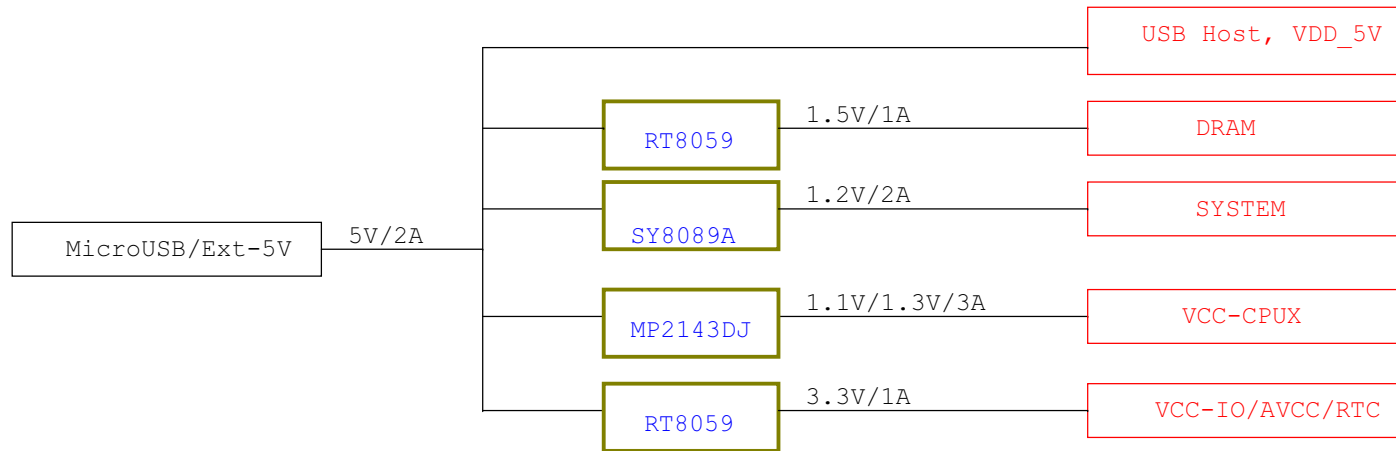 USB Host, VDD_5V
1.5V/1A
RT8059
DRAM
1.2V/2A
SY8089A
SYSTEM
MicroUSB/Ext-5V
5V/2A
1.1V/1.3V/3A
MP2143DJ
VCC-CPUX
3.3V/1A
RT8059
VCC-IO/AVCC/RTC